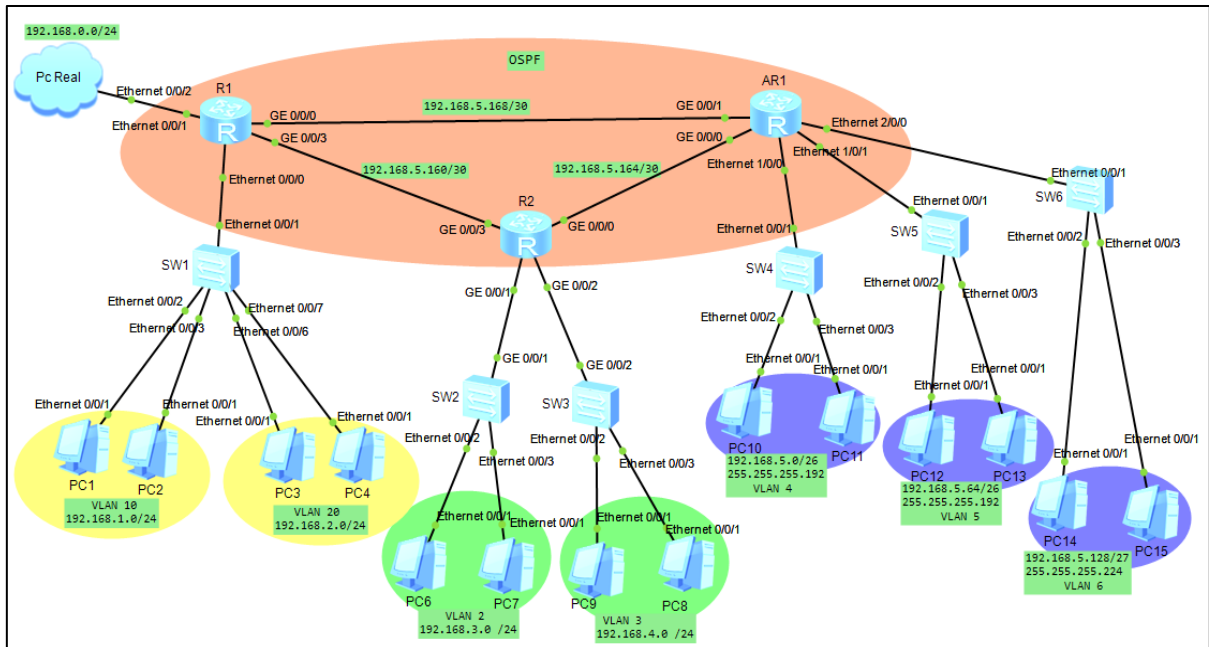 192.168.0.0/24
Pc Real
Ethernet 0/0/2
Ethernet 0/0/1
R1
OSPF
AR1
GE 0/0/0
192.168.5.168/30
GE 0/0/1
Ethernet 2/0/0
GE 0/0/3
GE 0/0/0
Ethernet 1/0/1
192.168.5.160/30
192.168.5.164/30
Ethernet 1/0/0
Ethernet 0/0/0
R2
Ethernet 0/0/1
SW6
Ethernet 0/0/1
Ethernet 0/0/1
GE 0/0/3
GE 0/0/0
Ethernet 0/0/1
SW5
Ethernet 0/0/2
Ethernet 0/0/3
SW1
SW4
Ethernet 0/0/2
Ethernet 0/0/7
Ethernet 0/0/3
Ethernet 0/0/6
GE 0/0/1
GE 0/0/2
Ethernet 0/0/2
Ethernet 0/0/3
Ethernet 0/0/2
Ethernet 0/0/3
GE 0/0/1
GE 0/0/2
Ethernet 0/0/1
Ethernet 0/0/1
Ethernet 0/0/1
Ethernet 0/0/1
SW2
SW3
Ethernet 0/0/1
Ethernet 0/0/1
Ethernet 0/0/1
Ethernet 0/0/1
Ethernet 0/0/2
Ethernet 0/0/3
Ethernet 0/0/2
Ethernet 0/0/3
PC1
PC2
PC3
PC4
PC10
PC11
PC12
PC13
VLAN 10
192.168.1.0/24
VLAN 20
192.168.2.0/24
192.168.5.0/26
255.255.255.192
VLAN 4
192.168.5.64/26
255.255.255.192
VLAN 5
Ethernet 0/0/1
Ethernet 0/0/1
Ethernet 0/0/1
Ethernet 0/0/1
Ethernet 0/0/1
Ethernet 0/0/1
PC14
PC15
192.168.5.128/27
255.255.255.224
VLAN 6
PC6
PC7
PC9
PC8
VLAN 2
192.168.3.0 /24
VLAN 3
192.168.4.0 /24